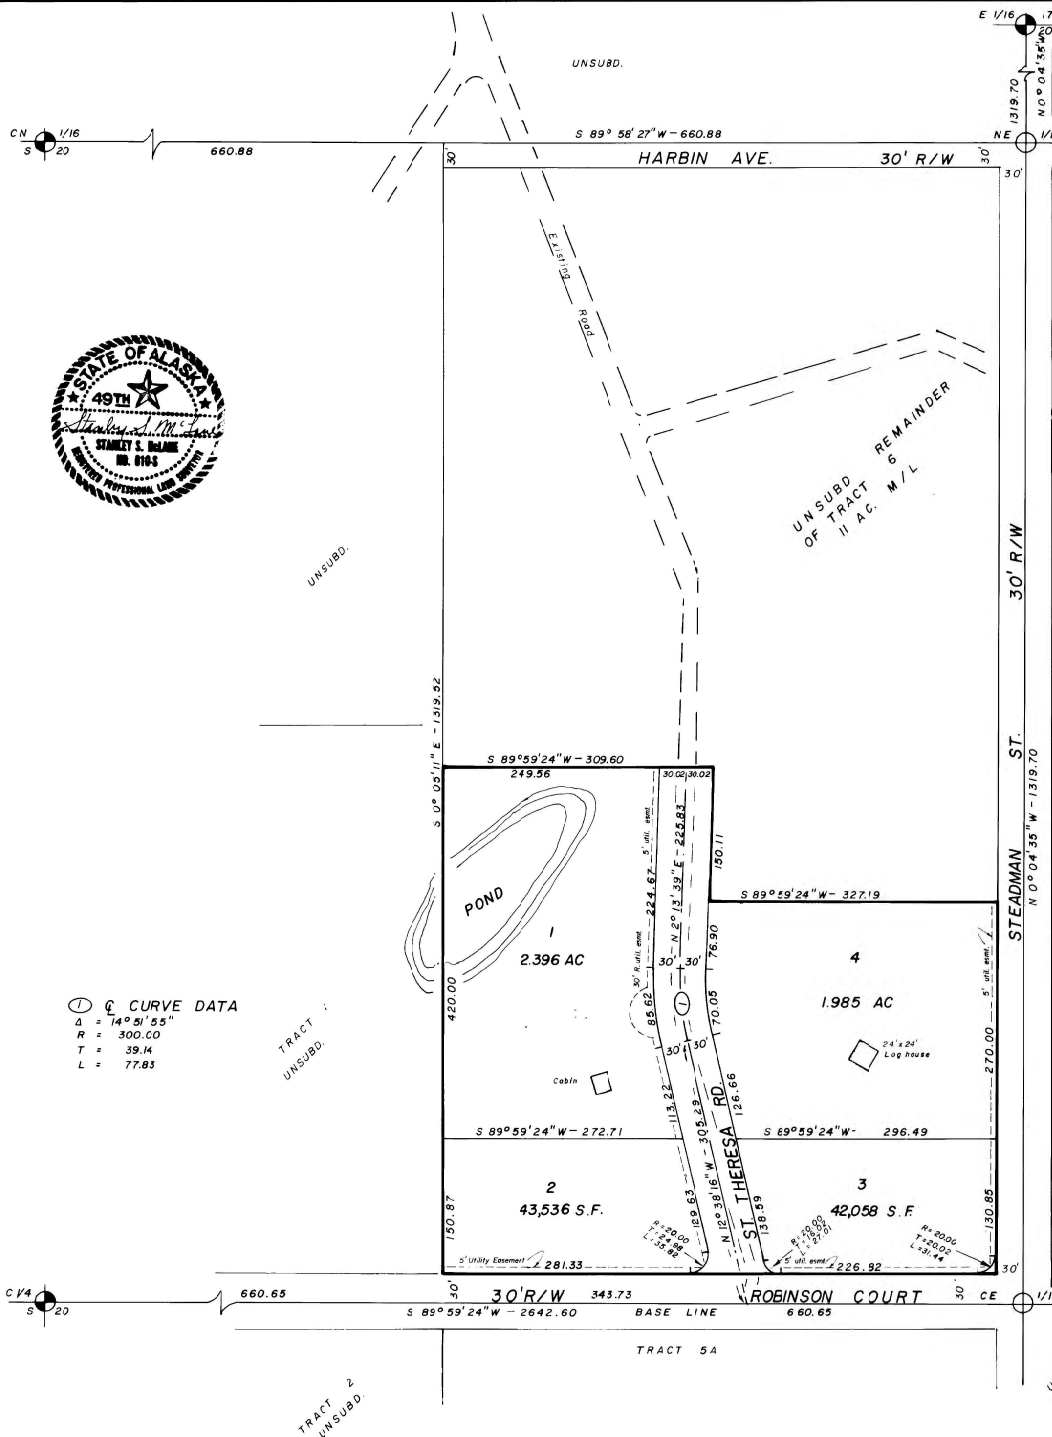 E 1/16
17
20
UNSUBD.
1319.70
N 0° 04' 35" W
CN 1/16
S 20
660.88
S 89° 58' 27" W - 660.88
NE
30'
HARBIN AVE. 30' R/W
30'
30'
Existing
Road
STATE OF ALASKA
49TH
STANLEY S. McLANE
NO. 610-S
REGISTERED PROFESSIONAL LAND SURVEYOR
UNSUBD REMAINDER
OF TRACT 6
11 AC. M/L
UNSUBD.
30' R/W
STEADMAN ST.
N 0° 04' 35" W - 1319.70
S 0° 05' 11" E - 1319.52
S 89° 59' 24" W - 309.60
249.56
30.02
30.02
5' util. esmt.
224.67
N 2° 13' 39" E - 225.83
150.11
S 89° 59' 24" W - 327.19
POND
1
2.396 AC
30' R. util. esmt.
30'
30'
76.90
4
1.985 AC
5' util. esmt.
420.00
85.62
1
70.05
24' x 24'
Log house
270.00
1 ℄ CURVE DATA
Δ = 14° 51' 55"
R = 300.00
T = 39.14
L = 77.83
TRACT 1
UNSUBD.
30'
30'
Cabin
113.22
N 12° 38' 16" W - 305.29
ST. THERESA RD.
126.66
S 89° 59' 24" W - 272.71
S 89° 59' 24" W - 296.49
2
43,536 S.F.
3
42,058 S.F.
150.87
129.63
138.59
130.85
R = 20.00
T = 24.98
L = 35.82
R = 20.00
T = 16.02
L = 27.01
R = 20.00
T = 20.02
L = 31.44
5' Utility Easement
281.33
5' util. esmt.
226.92
30'
C 1/4
S 20
660.65
30'
30' R/W
343.73
ROBINSON COURT
30'
CE
S 89° 59' 24" W - 2642.60
BASE LINE
660.65
TRACT 5A
TRACT 2
UNSUBD.